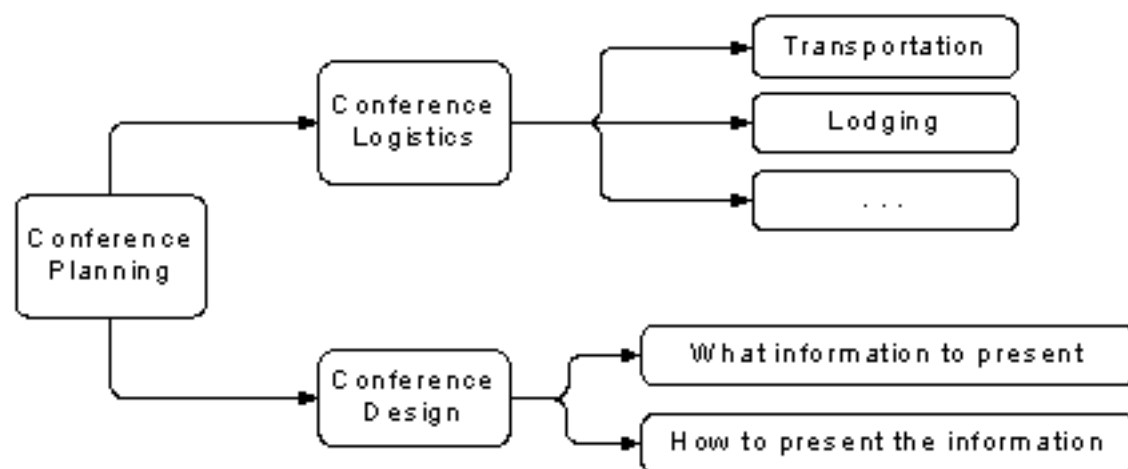 Transportation
Conference
Logistics
Lodging
. . .
Conference
Planning
What information to present
Conference
Design
How to present the information